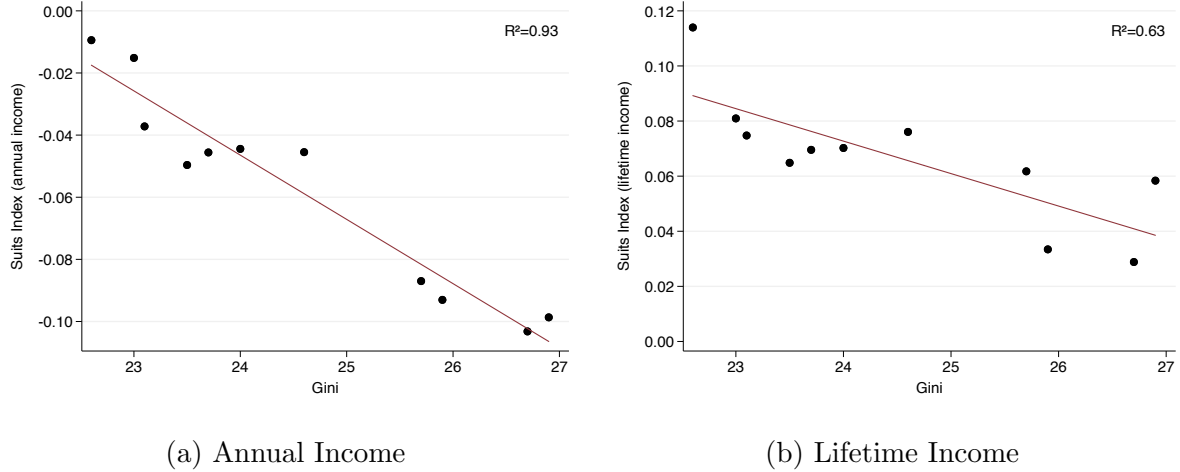 0.00
-0.02
-0.04
-0.06
-0.08
-0.10
Suits Index (annual income)
R²=0.93
23 24 25 26 27
Gini
(a) Annual Income
0.12
0.10
0.08
0.06
0.04
0.02
0.00
Suits Index (lifetime income)
R²=0.63
23 24 25 26 27
Gini
(b) Lifetime Income